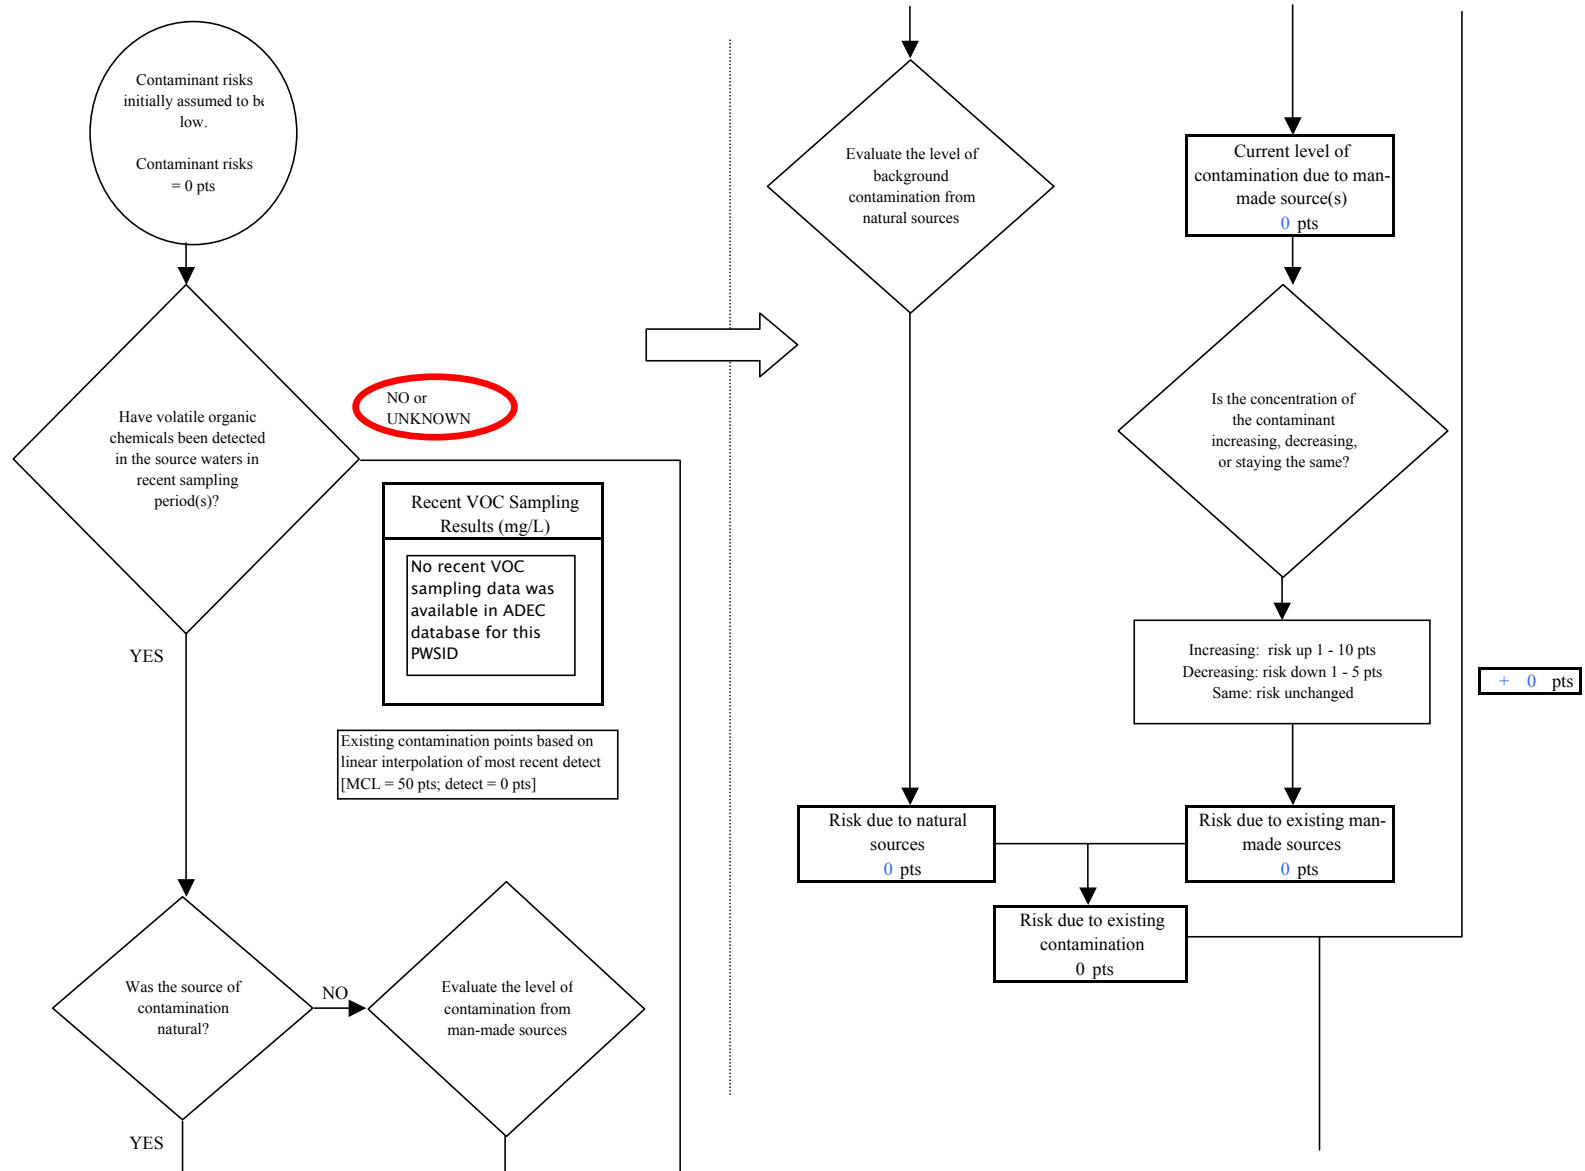 Contaminant risks
initially assumed to be
low.
Contaminant risks
= 0 pts
Have volatile organic
chemicals been detected
in the source waters in
recent sampling
period(s)?
NO or
UNKNOWN
Recent VOC Sampling
Results (mg/L)
No recent VOC
sampling data was
available in ADEC
database for this
PWSID
YES
Existing contamination points based on
linear interpolation of most recent detect
[MCL = 50 pts; detect = 0 pts]
Was the source of
contamination
natural?
NO
Evaluate the level of
contamination from
man-made sources
YES
Evaluate the level of
background
contamination from
natural sources
Current level of
contamination due to man-
made source(s)
0 pts
Is the concentration of
the contaminant
increasing, decreasing,
or staying the same?
Increasing: risk up 1 - 10 pts
Decreasing: risk down 1 - 5 pts
Same: risk unchanged
+ 0 pts
Risk due to natural
sources
0 pts
Risk due to existing man-
made sources
0 pts
Risk due to existing
contamination
0 pts